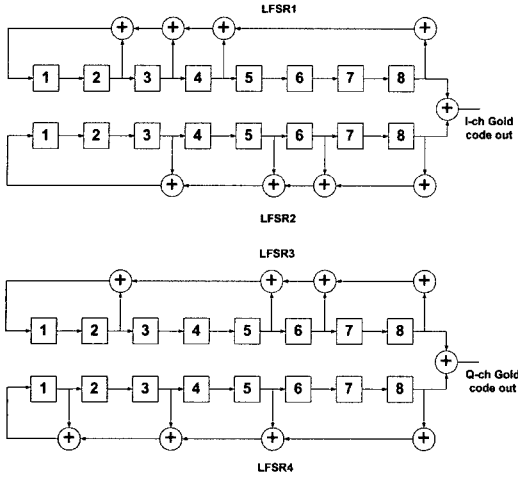 LFSR1
+ + + +
1 2 3 4 5 6 7 8
+
I-ch Gold
code out
1 2 3 4 5 6 7 8
+ + + +
LFSR2
LFSR3
+ + + +
1 2 3 4 5 6 7 8
+
Q-ch Gold
code out
1 2 3 4 5 6 7 8
+ + + +
LFSR4